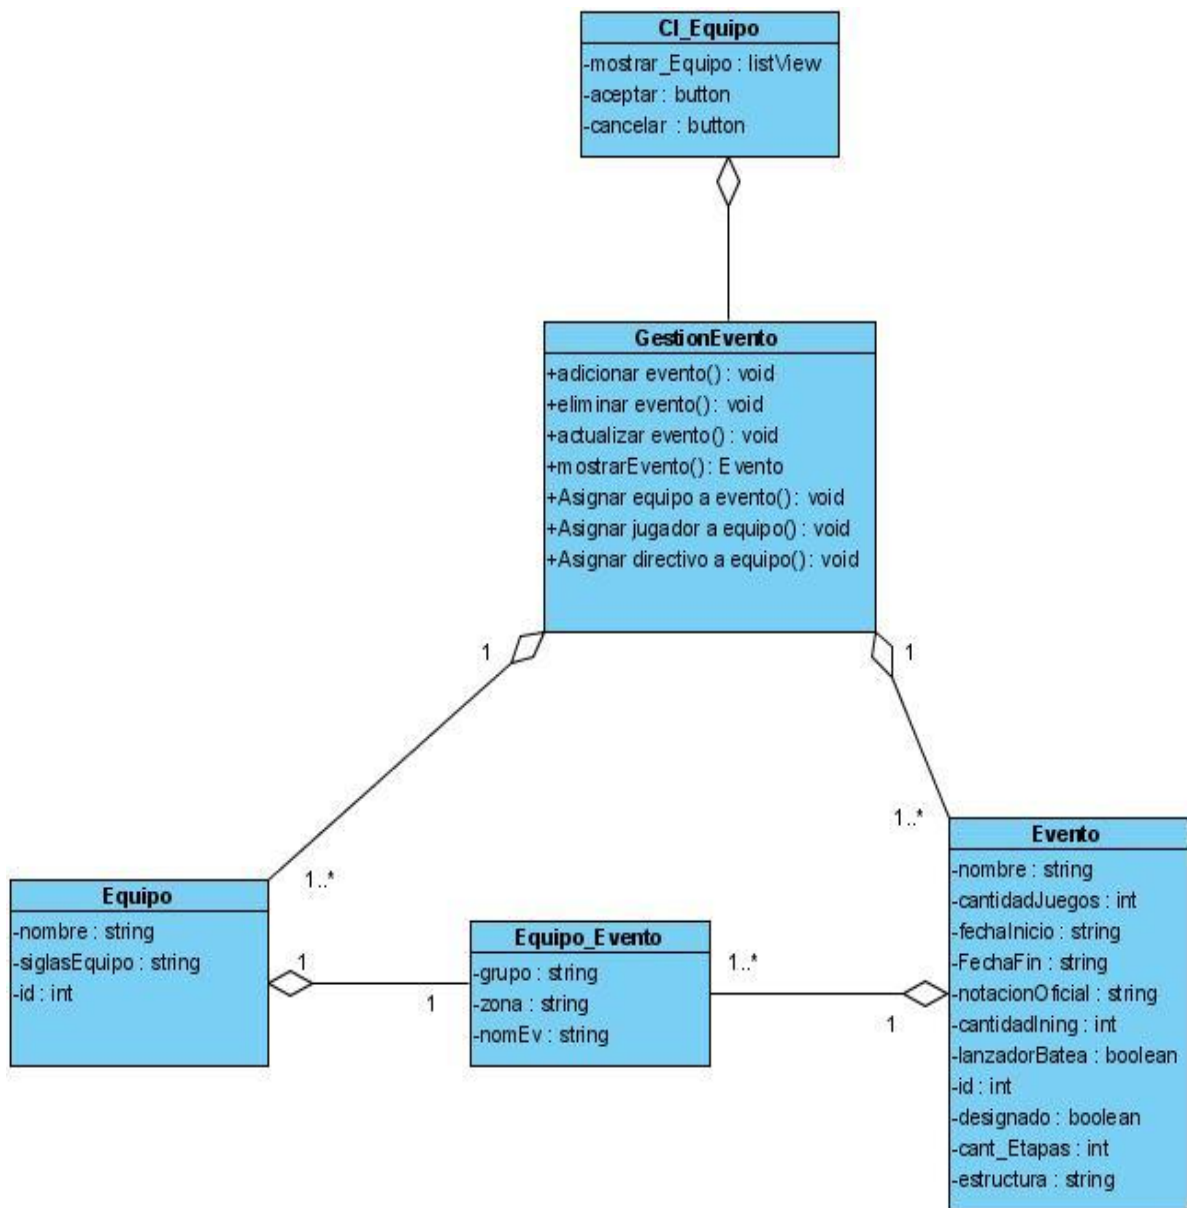 CI_Equipo
-mostrar_Equipo : listView
-aceptar : button
-cancelar : button
GestionEvento
+adicionar evento() : void
+eliminar evento() : void
+actualizar evento() : void
+mostrarEvento() : Evento
+Asignar equipo a evento() : void
+Asignar jugador a equipo() : void
+Asignar directivo a equipo() : void
1
1
1..*
1..*
Equipo
-nombre : string
-siglasEquipo : string
-id : int
1
1
Equipo_Evento
-grupo : string
-zona : string
-nomEv : string
1..*
1
Evento
-nombre : string
-cantidadJuegos : int
-fechaInicio : string
-FechaFin : string
-notacionOficial : string
-cantidadIning : int
-lanzadorBatea : boolean
-id : int
-designado : boolean
-cant_Etapas : int
-estructura : string